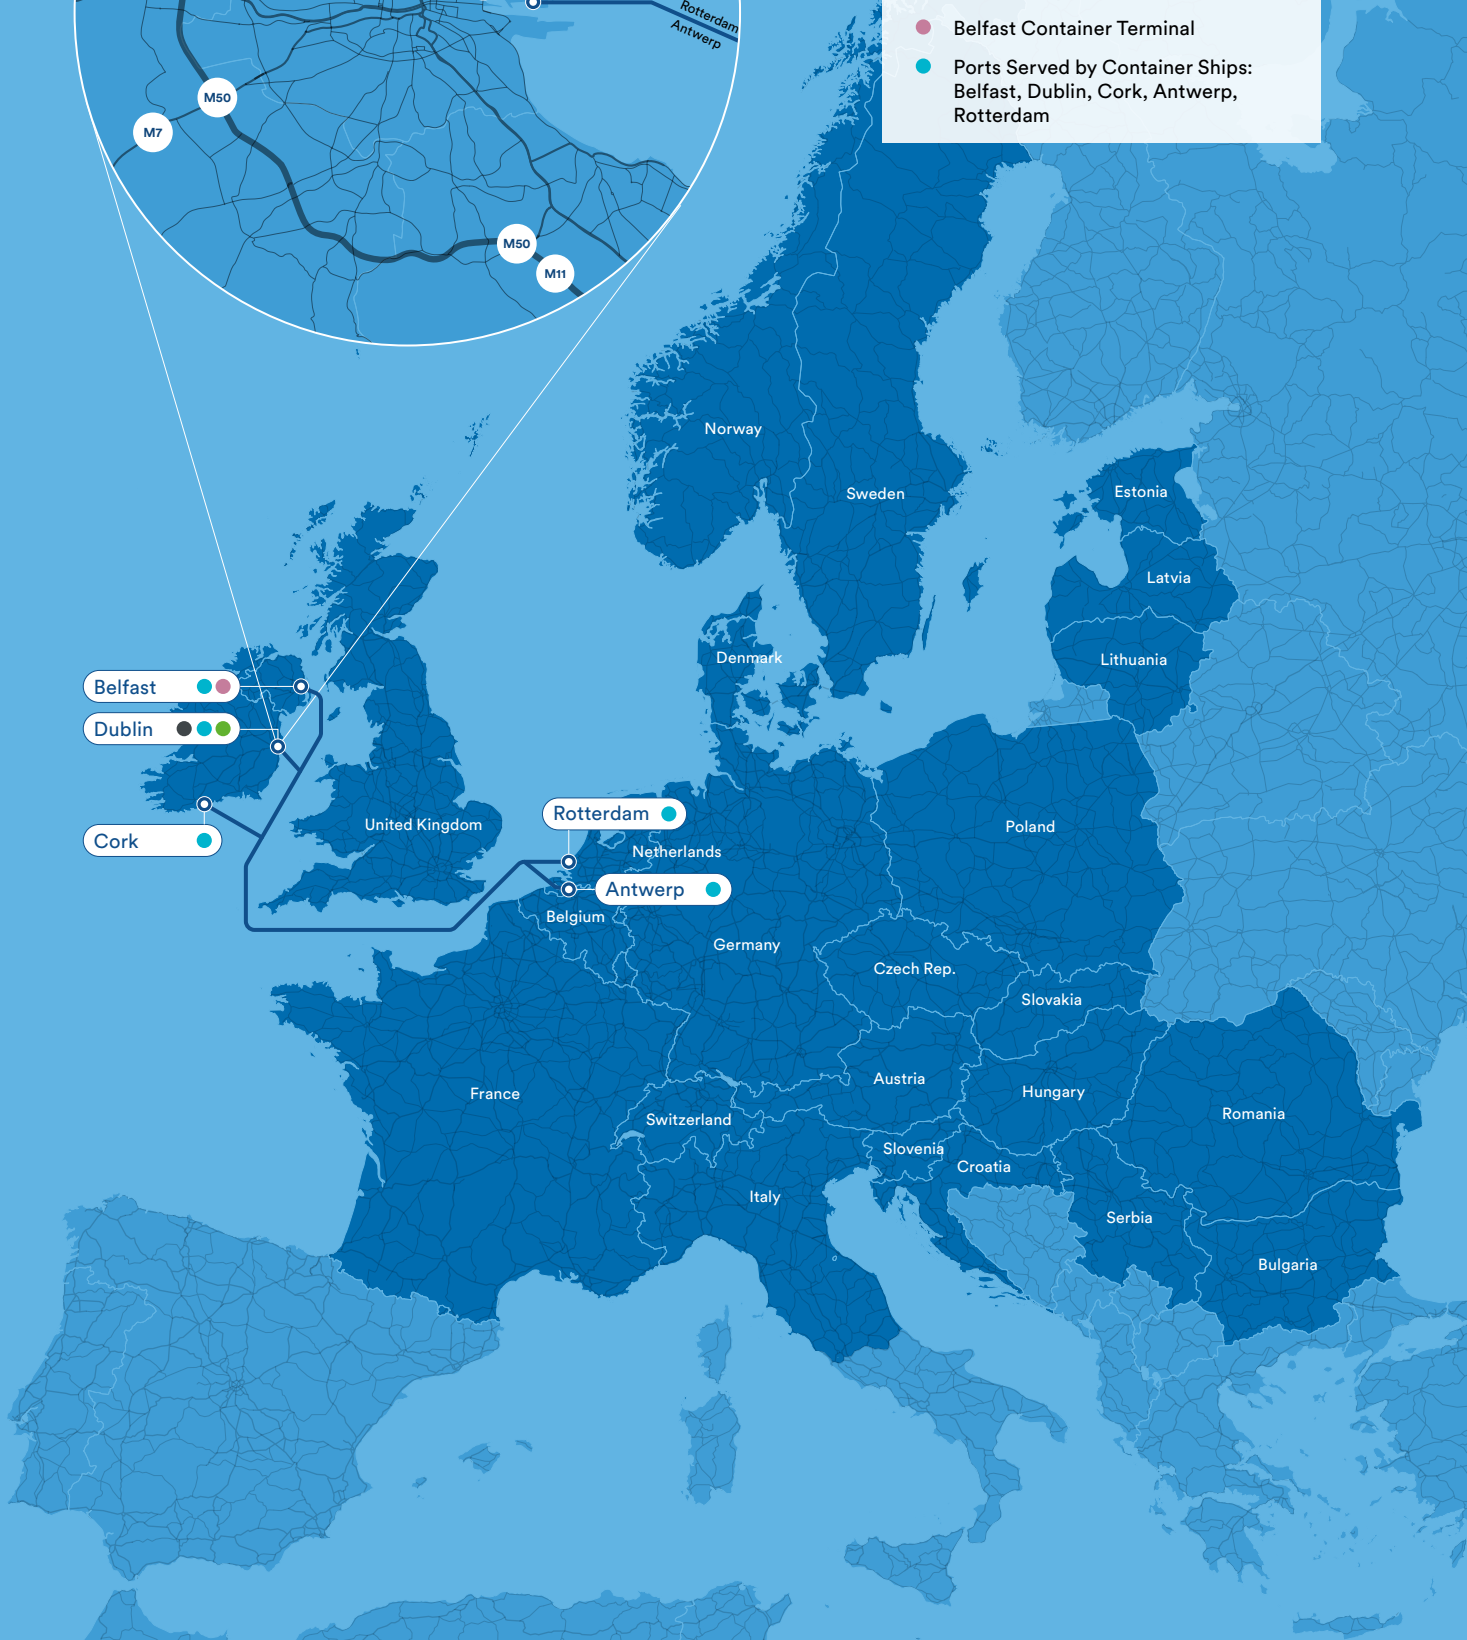 Rotterdam
Antwerp
Belfast Container Terminal
Ports Served by Container Ships:
Belfast, Dublin, Cork, Antwerp,
Rotterdam
M50
M7
M50
M11
Norway
Sweden
Estonia
Latvia
Lithuania
Denmark
Belfast
Dublin
Cork
United Kingdom
Rotterdam
Netherlands
Antwerp
Belgium
Poland
Germany
Czech Rep.
Slovakia
Austria
Hungary
France
Switzerland
Romania
Slovenia
Croatia
Italy
Serbia
Bulgaria